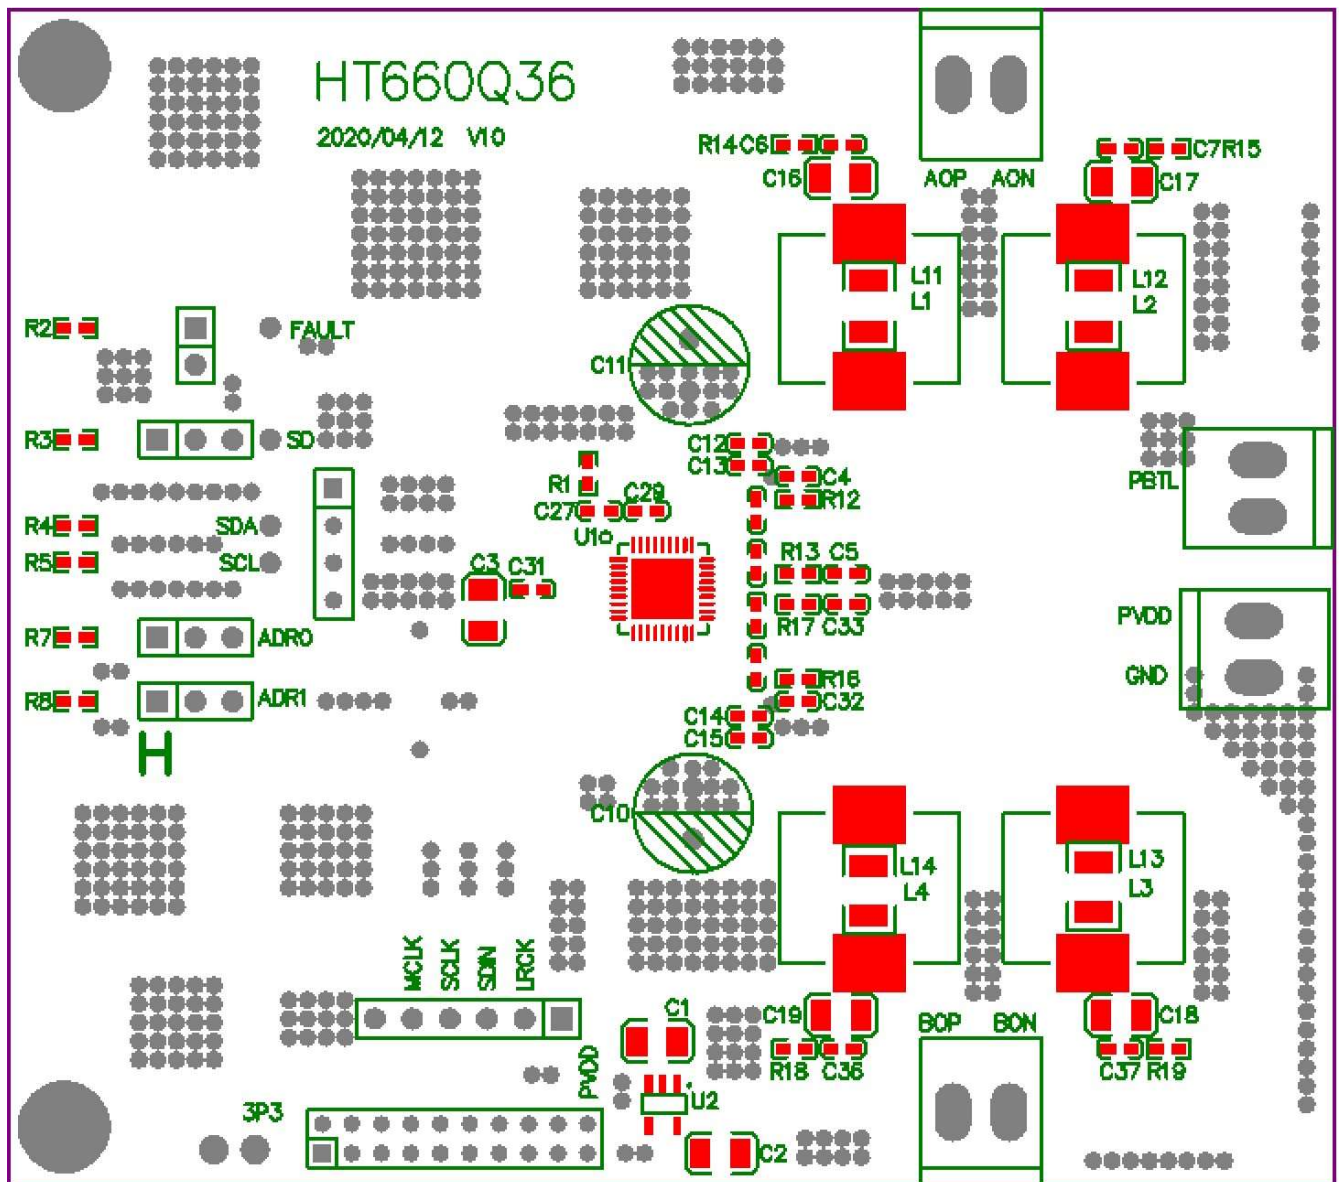 HT660Q36
2020/04/12 V10
R14 C6
C7 R15
C16
AOP AON
C17
L11
L1
L12
L2
R2
FAULT
C11
R3
SD
C12
C13
C4
PBTL
R1
R12
C27
C29
R4
SDA
U1
R5
SCL
C3
C31
R13 C5
R17 C33
PVDD
R7
ADR0
GND
R16
R8
ADR1
C32
C14
C15
H
C10
L14
L4
L13
L3
MCLK
SCLK
SDIN
LRCK
C1
C19
BOP BON
C18
R18 C36
C37 R19
PVDD
U2
3P3
C2